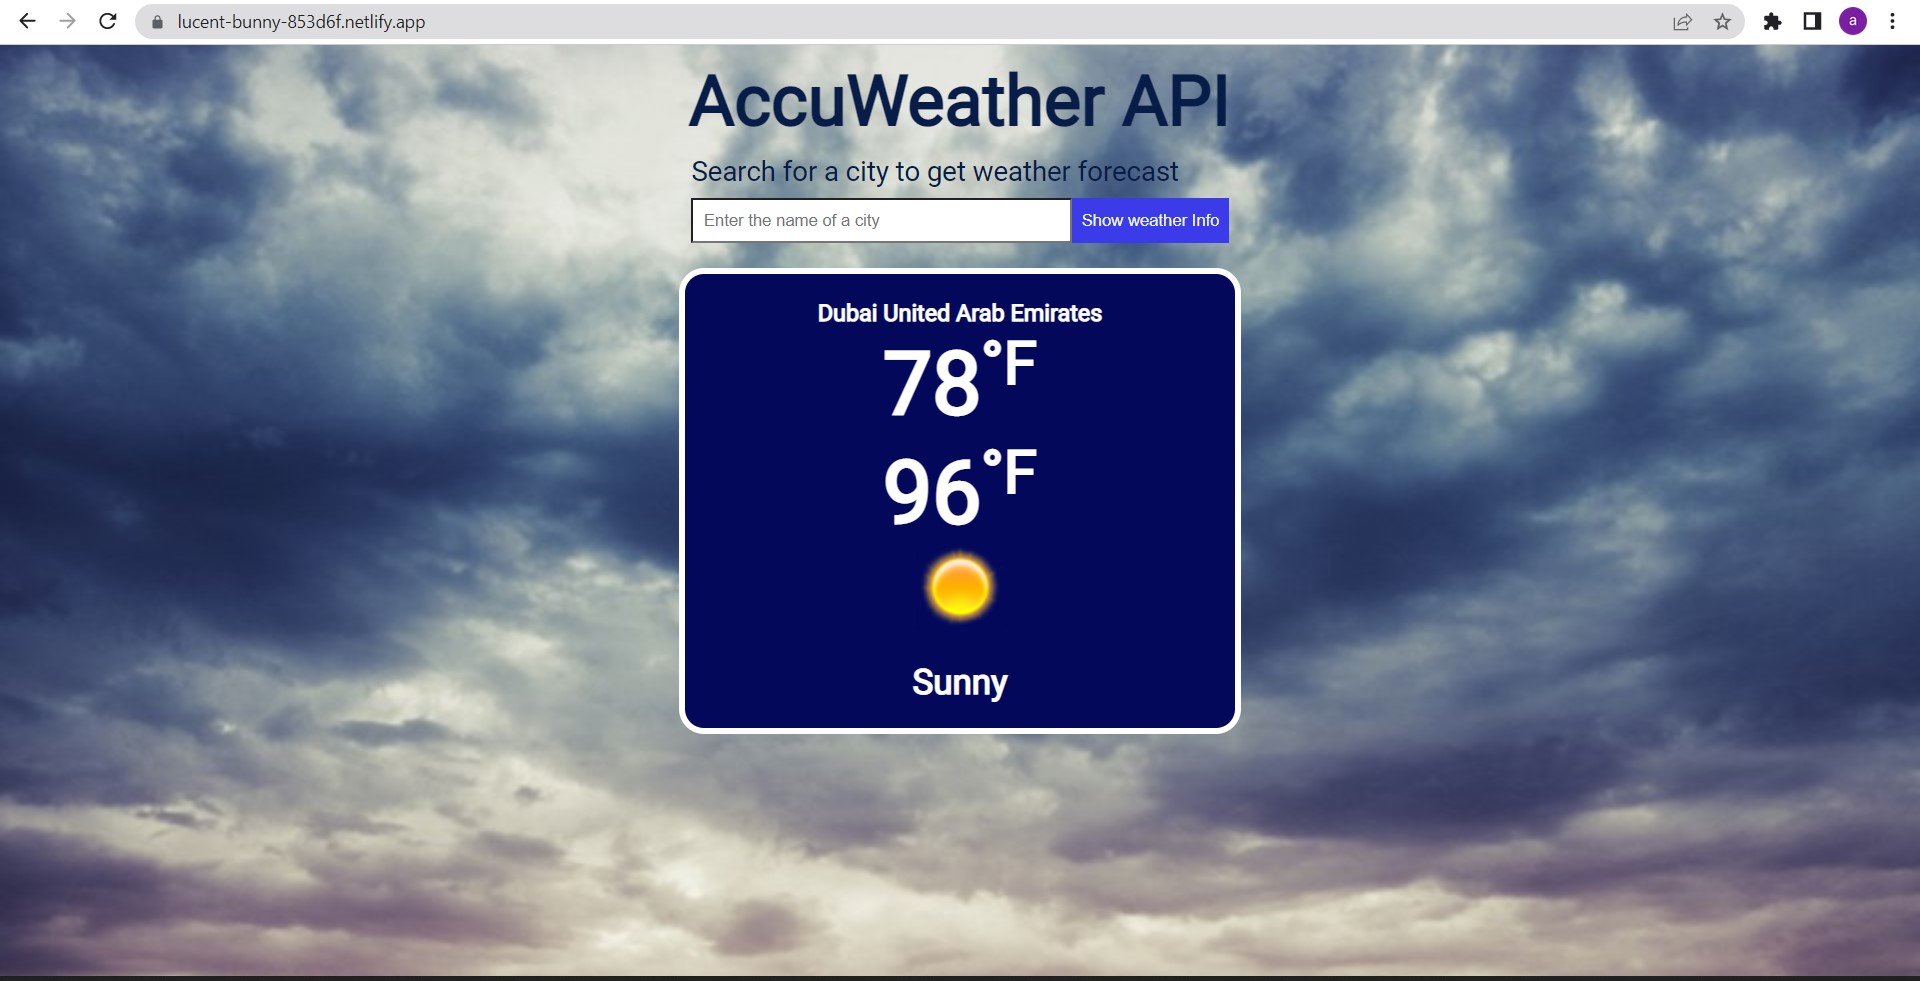 lucent-bunny-853d6f.netlify.app
a
AccuWeather API
Search for a city to get weather forecast
Enter the name of a city
Show weather Info
Dubai United Arab Emirates
78°F
96°F
Sunny